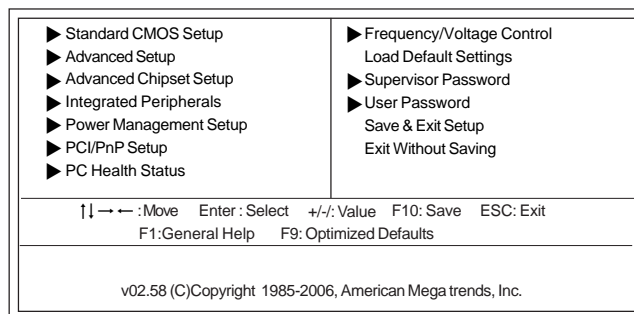 ▶ Standard CMOS Setup
▶ Advanced Setup
▶ Advanced Chipset Setup
▶ Integrated Peripherals
▶ Power Management Setup
▶ PCI/PnP Setup
▶ PC Health Status
▶ Frequency/Voltage Control
Load Default Settings
▶ Supervisor Password
▶ User Password
Save & Exit Setup
Exit Without Saving
↑↓→← : Move Enter : Select +/-/: Value F10: Save ESC: Exit
F1:General Help F9: Optimized Defaults
v02.58 (C)Copyright 1985-2006, American Mega trends, Inc.